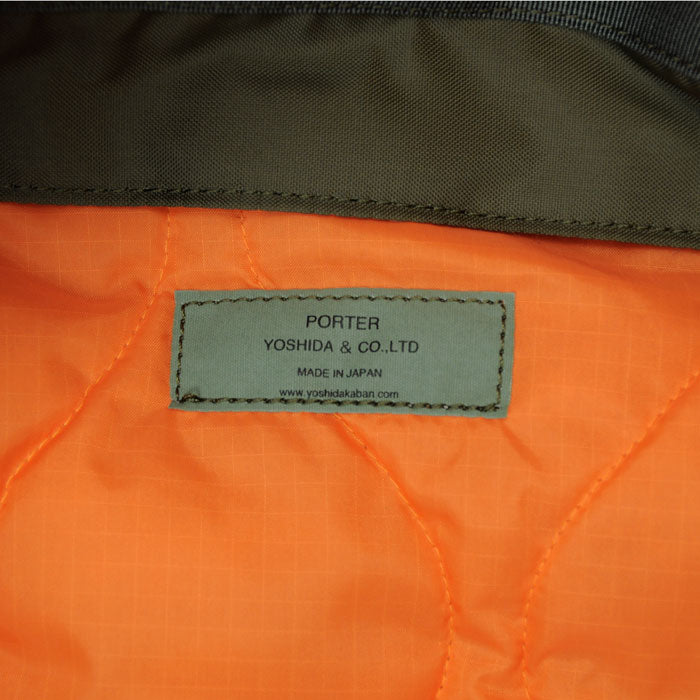 PORTER
YOSHIDA & CO.,LTD
MADE IN JAPAN
www.yoshidakaban.com